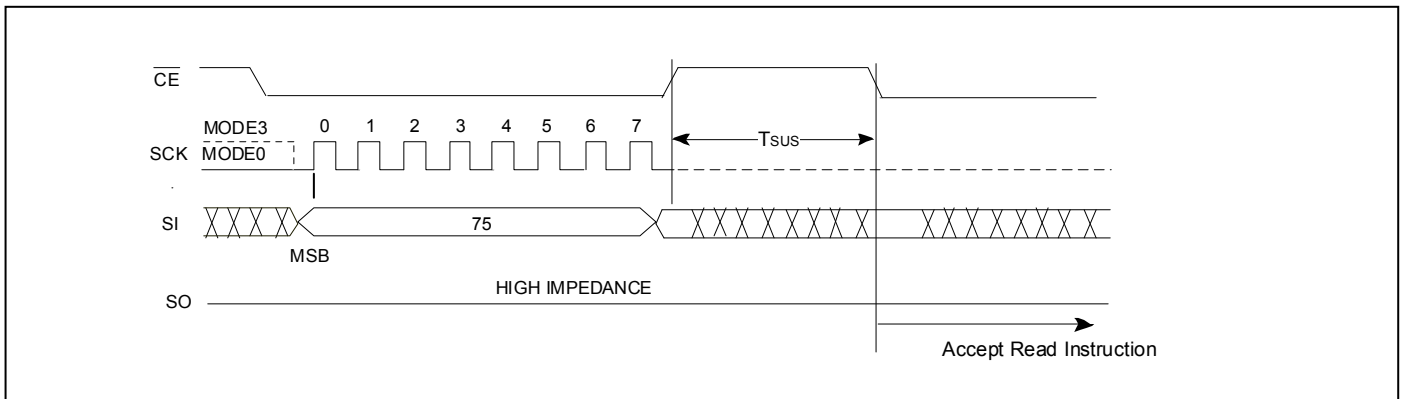 CE
MODE3 0 1 2 3 4 5 6 7
SCK MODE0 TSUS
SI 75
MSB
HIGH IMPEDANCE
SO
Accept Read Instruction